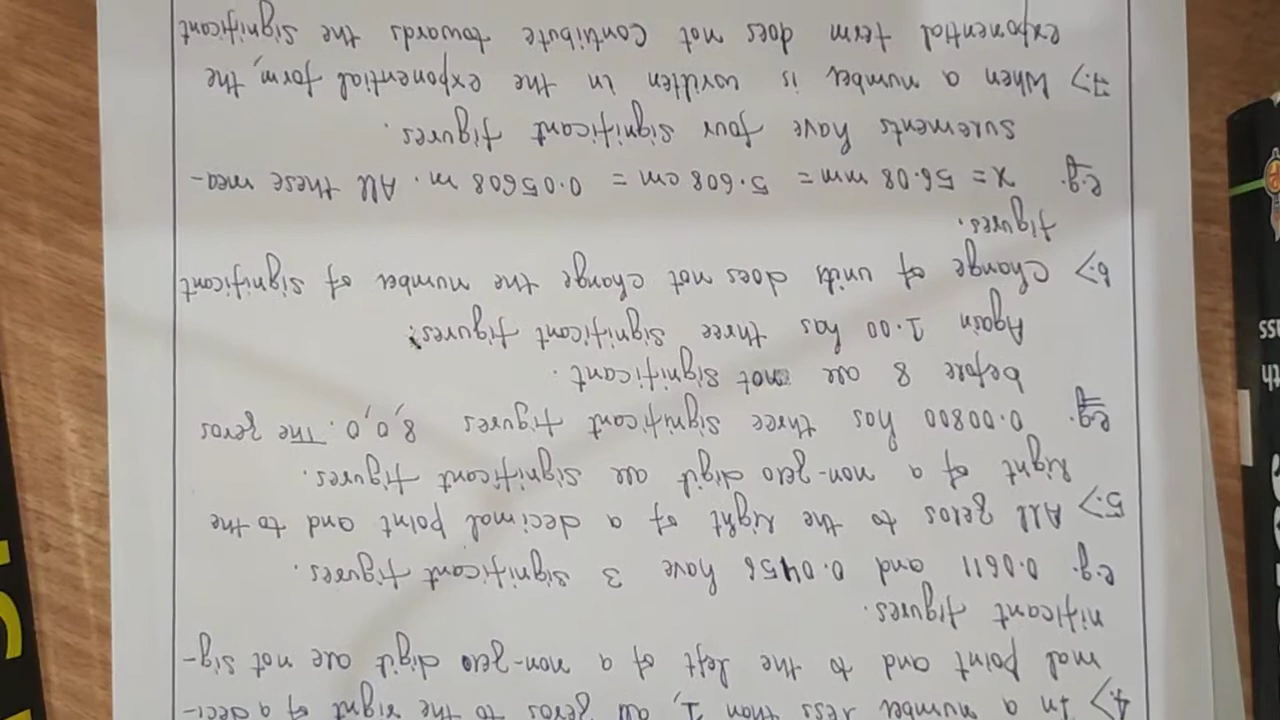 4.> In a number less than 1, all zeros to the right of a deci-
mal point and to the left of a non-zero digit are not sig-
nificant figures.
e.g. 0.0611 and 0.0456 have 3 significant figures.
5.> All zeros to the right of a decimal point and to the
right of a non-zero digit are significant figures.
e.g. 0.00800 has three significant figures 8,0,0. The zeros
before 8 are not significant.
Again 1.00 has three significant figures.
6.> Change of units does not change the number of significant
figures.
e.g. x = 56.08 mm = 5.608 cm = 0.05608 m. All these mea-
surements have four significant figures.
7.> When a number is written in the exponential form, the
exponential term does not contribute towards the significant